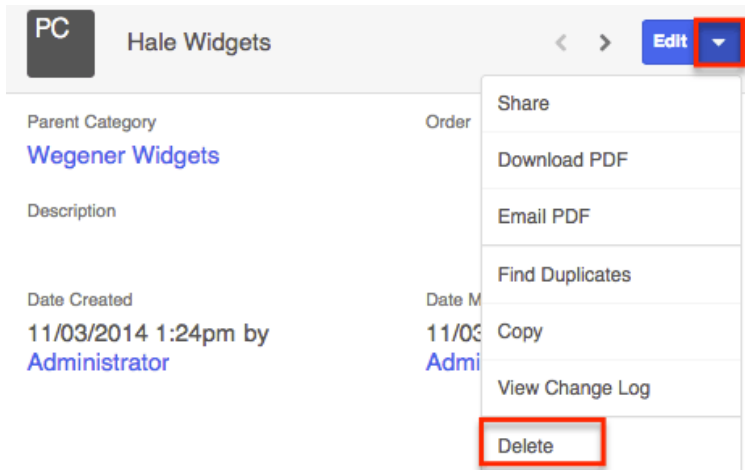 PC
Hale Widgets
Edit
Share
Parent Category
Order
Wegener Widgets
Download PDF
Description
Email PDF
Find Duplicates
Date Created
Date M
11/03/2014 1:24pm by
11/03
Copy
Administrator
Admi
View Change Log
Delete